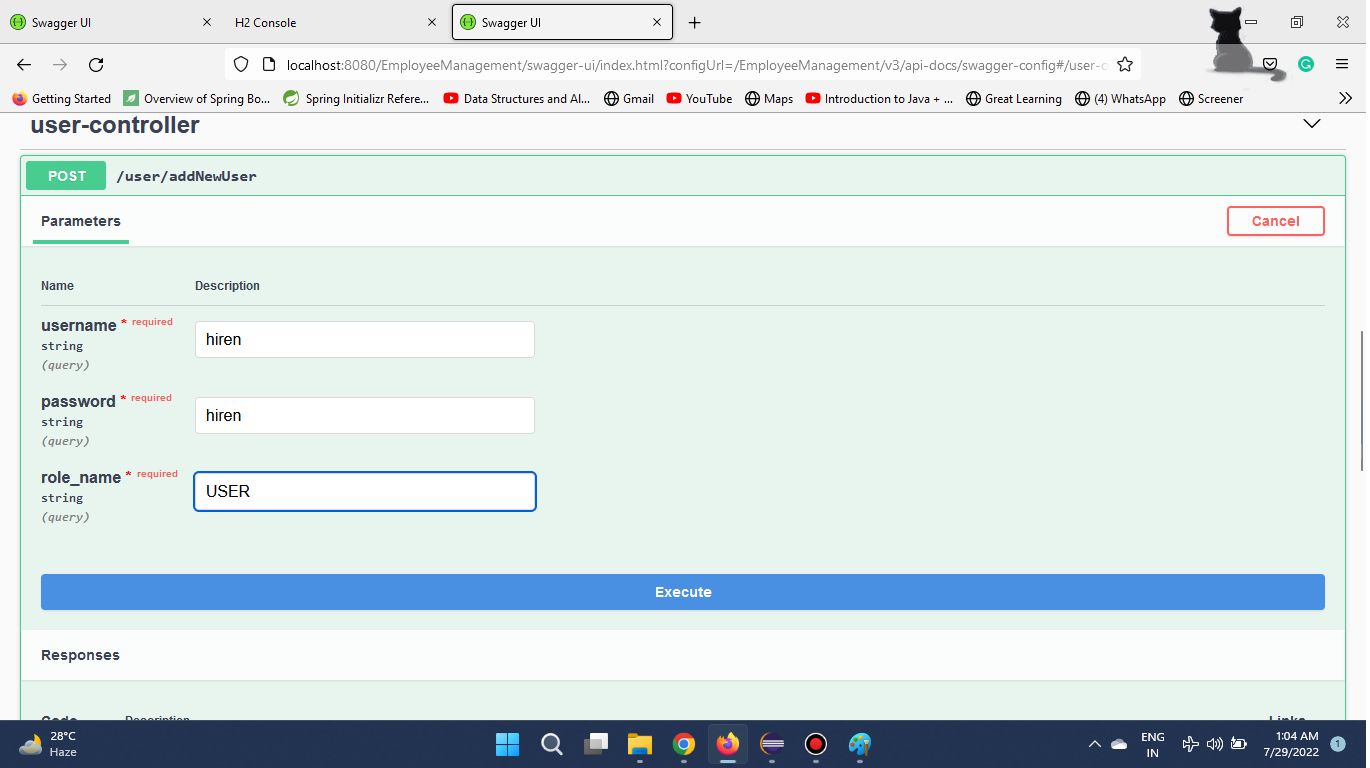 Swagger UI
H2 Console
Swagger UI
localhost:8080/EmployeeManagement/swagger-ui/index.html?configUrl=/EmployeeManagement/v3/api-docs/swagger-config#/user-c
Getting Started
Overview of Spring Bo...
Spring Initializr Refere...
Data Structures and Al...
Gmail
YouTube
Maps
Introduction to Java + ...
Great Learning
(4) WhatsApp
Screener
user-controller
POST /user/addNewUser
Parameters
Cancel
Name Description
username * required
string
(query)
hiren
password * required
string
(query)
hiren
role_name * required
string
(query)
USER
Execute
Responses
Code Description Links
28°C
Haze
ENG
IN
1:04 AM
7/29/2022
1